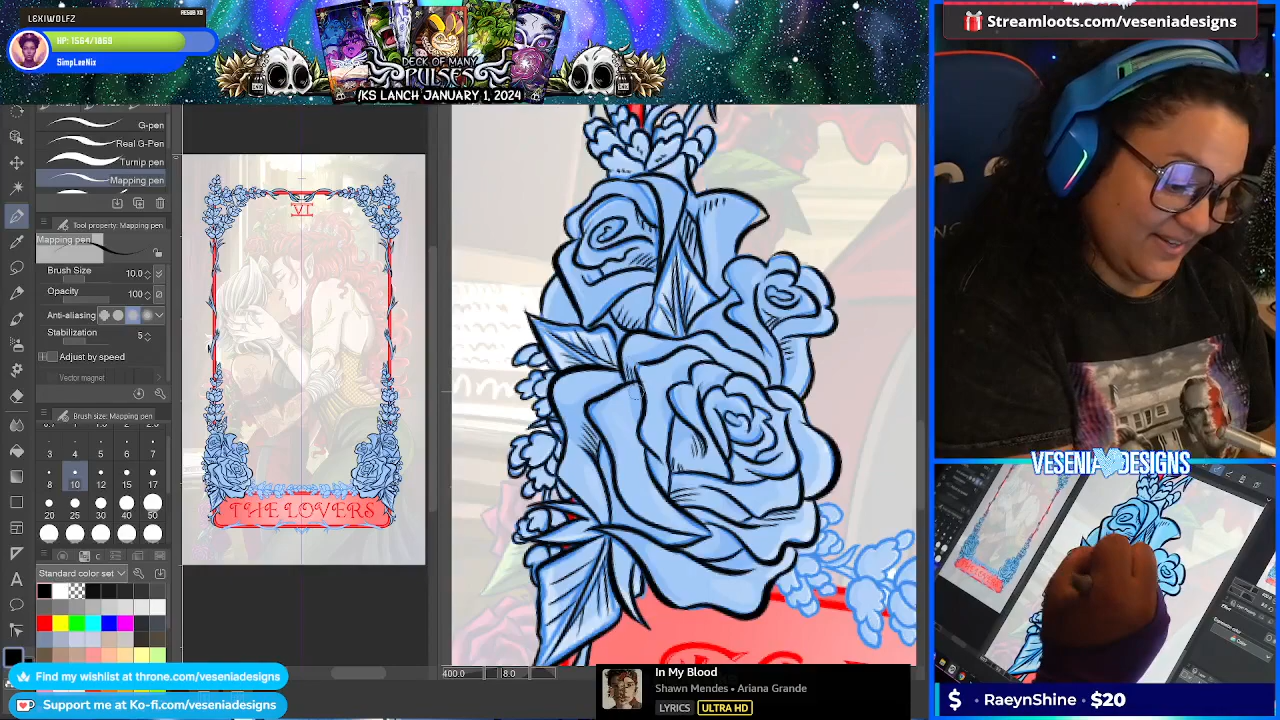 LEXIWOLFZ
HP: 1564/1869
SimpLeeNix
DECK OF MANY
PULSES
!KS LANCH JANUARY 1, 2024
Streamloots.com/veseniadesigns
G-pen
Real G-Pen
Turnip pen
Mapping pen
Tool property: Mapping pen
Mapping pen
Brush Size 10.0
Opacity 100
Anti-aliasing
Stabilization 5
Adjust by speed
Vector magnet
Brush size: Mapping pen
3 4 5 6 7
8 10 12 15 17
20 25 30 40 50
Standard color set
VI
THE LOVERS
400.0
VESENIA DESIGNS
Find my wishlist at throne.com/veseniadesigns
Support me at Ko-fi.com/veseniadesigns
In My Blood
Shawn Mendes • Ariana Grande
LYRICS ULTRA HD
$ • RaeynShine • $20